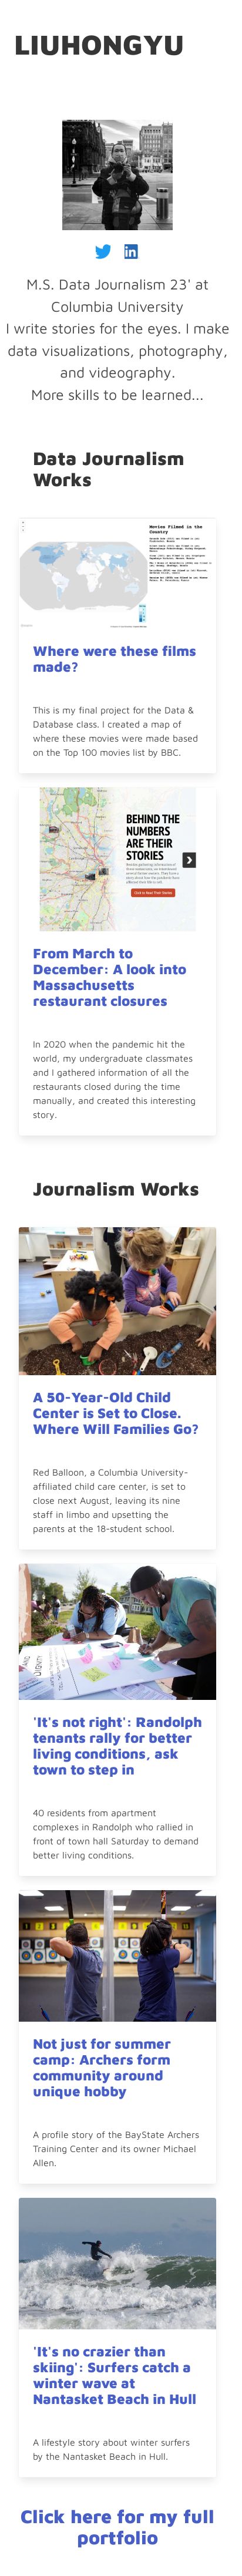 LIUHONGYU
M.S. Data Journalism 23' at
Columbia University
I write stories for the eyes. I make
data visualizations, photography,
and videography.
More skills to be learned...
Data Journalism
Works
Movies Filmed in the
Country
Where were these films
made?
This is my final project for the Data &
Database class. I created a map of
where these movies were made based
on the Top 100 movies list by BBC.
BEHIND THE
NUMBERS
ARE THEIR
STORIES
From March to
December: A look into
Massachusetts
restaurant closures
In 2020 when the pandemic hit the
world, my undergraduate classmates
and I gathered information of all the
restaurants closed during the time
manually, and created this interesting
story.
Journalism Works
A 50-Year-Old Child
Center is Set to Close.
Where Will Families Go?
Red Balloon, a Columbia University-
affiliated child care center, is set to
close next August, leaving its nine
staff in limbo and upsetting the
parents at the 18-student school.
'It's not right': Randolph
tenants rally for better
living conditions, ask
town to step in
40 residents from apartment
complexes in Randolph who rallied in
front of town hall Saturday to demand
better living conditions.
Not just for summer
camp: Archers form
community around
unique hobby
A profile story of the BayState Archers
Training Center and its owner Michael
Allen.
'It's no crazier than
skiing': Surfers catch a
winter wave at
Nantasket Beach in Hull
A lifestyle story about winter surfers
by the Nantasket Beach in Hull.
Click here for my full
portfolio